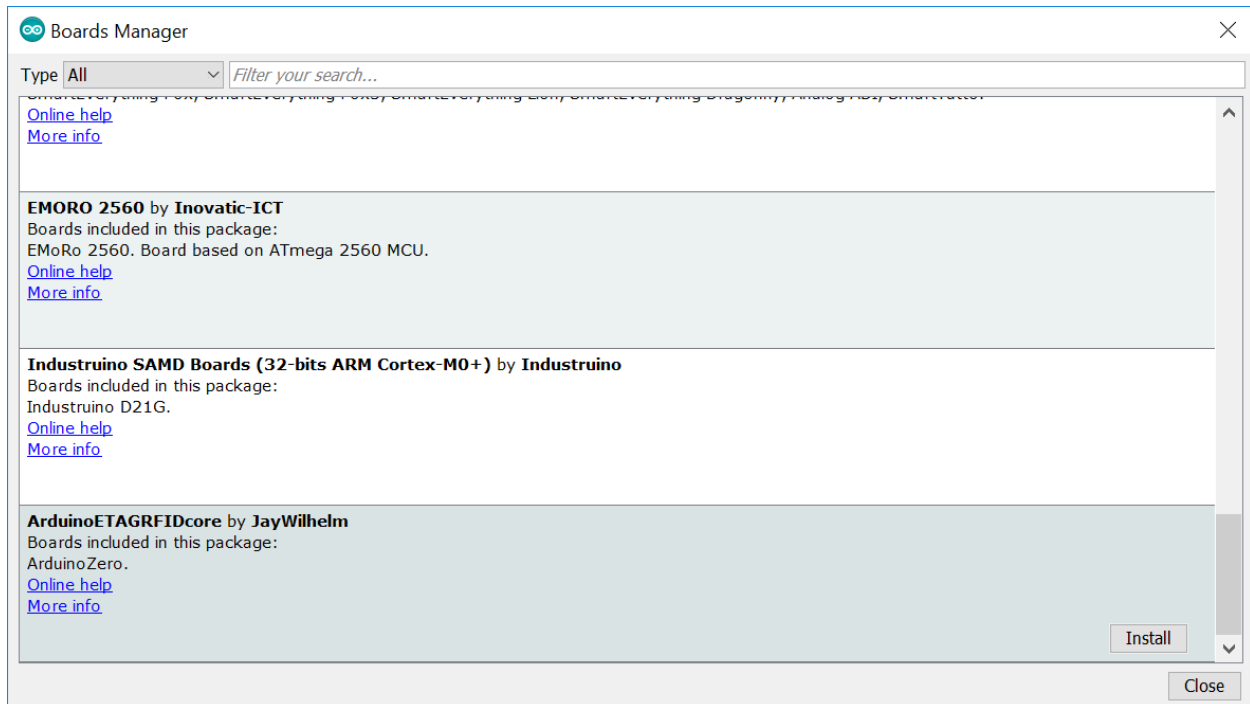 Boards Manager
Type All Filter your search...
Online help
More info
EMORO 2560 by Inovatic-ICT
Boards included in this package:
EMoRo 2560. Board based on ATmega 2560 MCU.
Online help
More info
Industruino SAMD Boards (32-bits ARM Cortex-M0+) by Industruino
Boards included in this package:
Industruino D21G.
Online help
More info
ArduinoETAGRFIDcore by JayWilhelm
Boards included in this package:
ArduinoZero.
Online help
More info
Install
Close